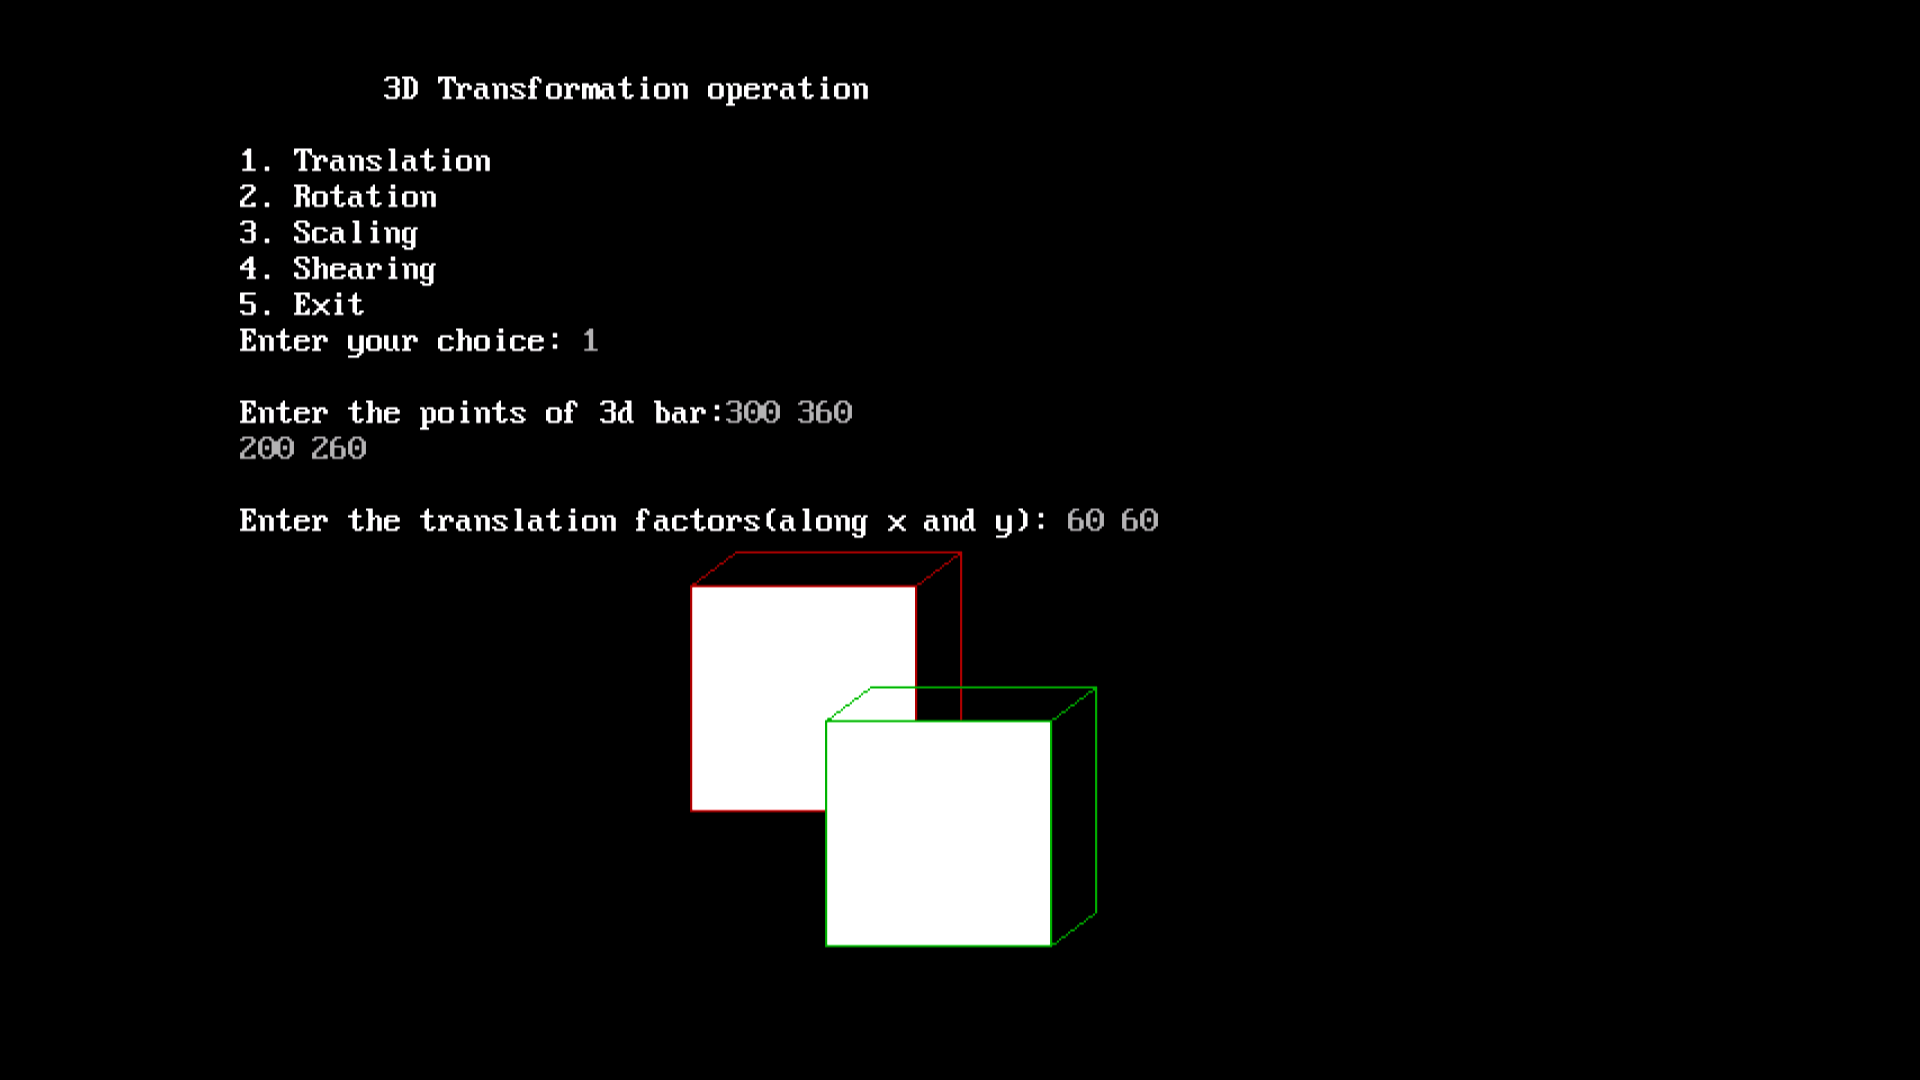 3D Transformation operation
1. Translation
2. Rotation
3. Scaling
4. Shearing
5. Exit
Enter your choice: 1
Enter the points of 3d bar:300 360
200 260
Enter the translation factors(along x and y): 60 60